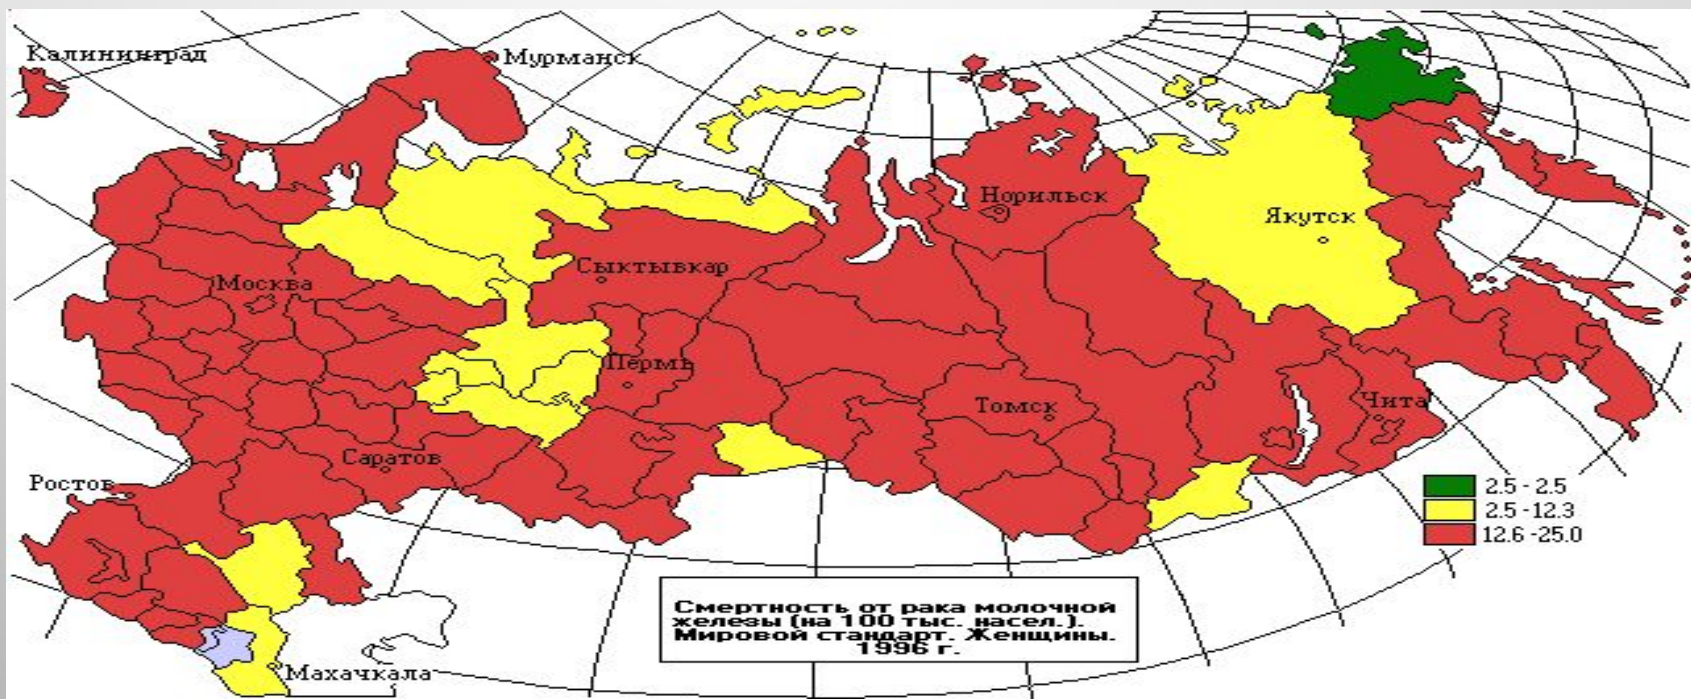 Калининград
Мурманск
Норильск
Якутск
Сыктывкар
Москва
Пермь
Томск
Чита
Саратов
Ростов
2.5 - 2.5
2.5 -12.3
12.6 -25.0
Смертность от рака молочной
железы (на 100 тыс. насел.).
Мировой стандарт. Женщины.
1996 г.
Махачкала